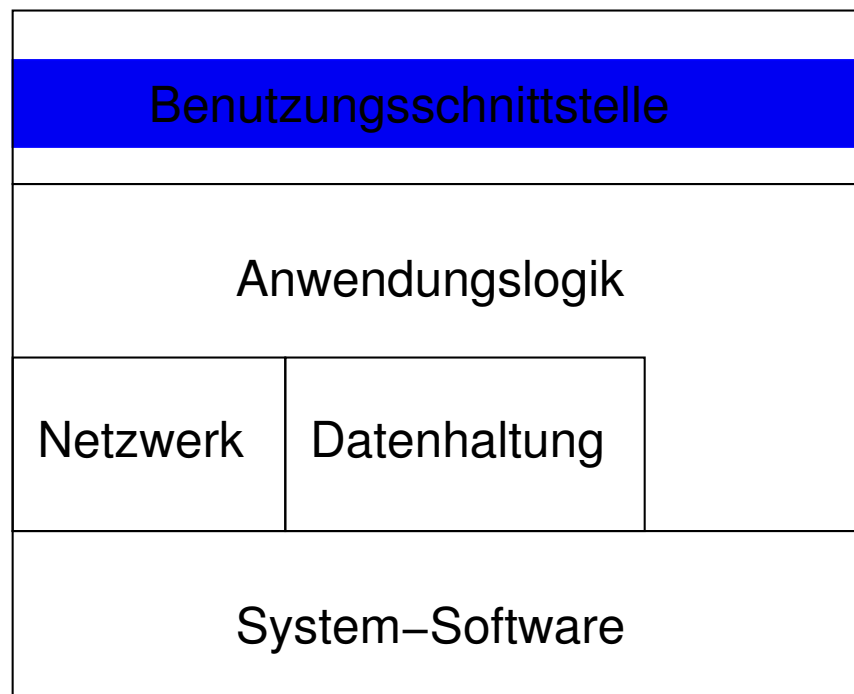 Benutzungsschnittstelle
Anwendungslogik
Netzwerk Datenhaltung
System−Software